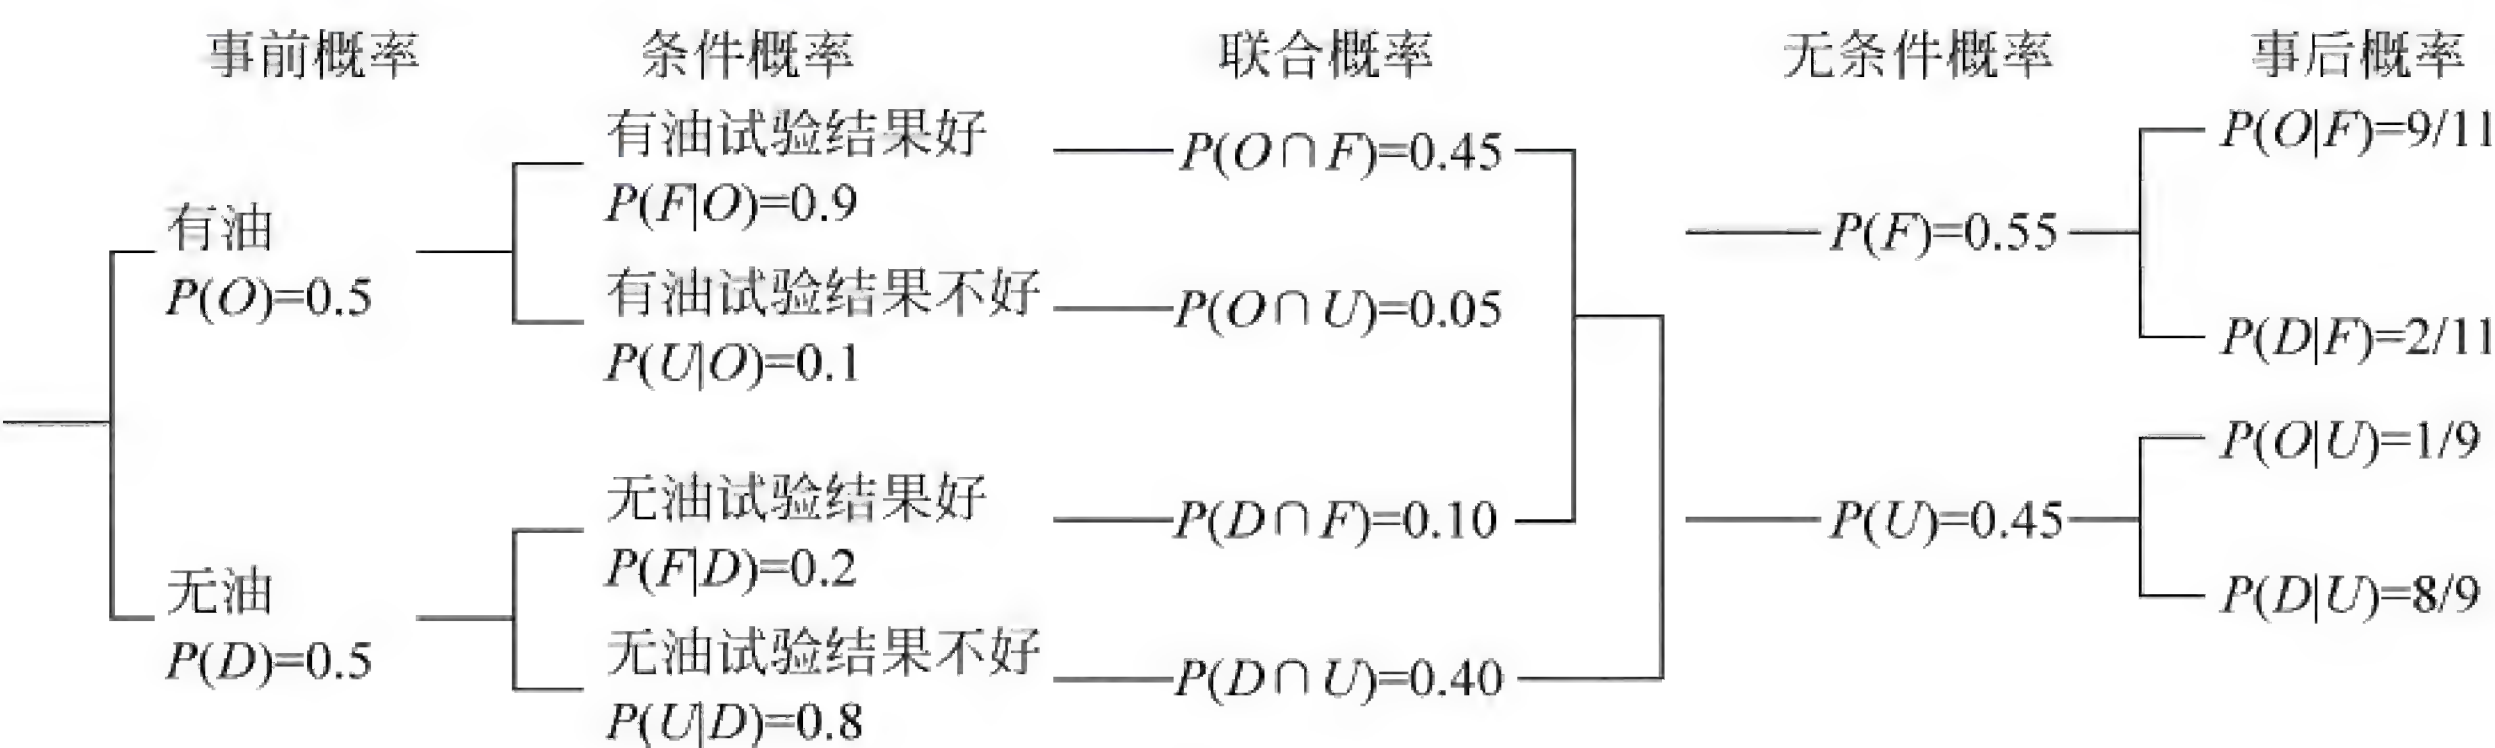 事前概率 条件概率 联合概率 无条件概率 事后概率
有油试验结果好
P(F|O)=0.9
P(O∩F)=0.45
有油
P(O)=0.5
有油试验结果不好
P(U|O)=0.1
P(O∩U)=0.05
无油试验结果好
P(F|D)=0.2
P(D∩F)=0.10
无油
P(D)=0.5
无油试验结果不好
P(U|D)=0.8
P(D∩U)=0.40
P(F)=0.55
P(O|F)=9/11
P(D|F)=2/11
P(U)=0.45
P(O|U)=1/9
P(D|U)=8/9